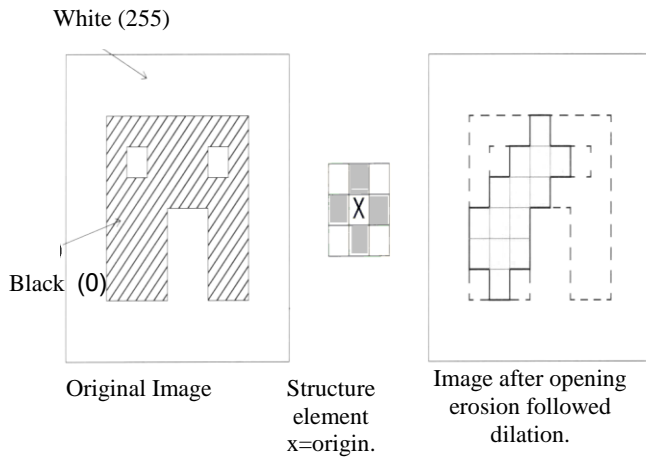 White (255)
X
Black (0)
Original Image
Structure
element
x=origin.
Image after opening
erosion followed
dilation.